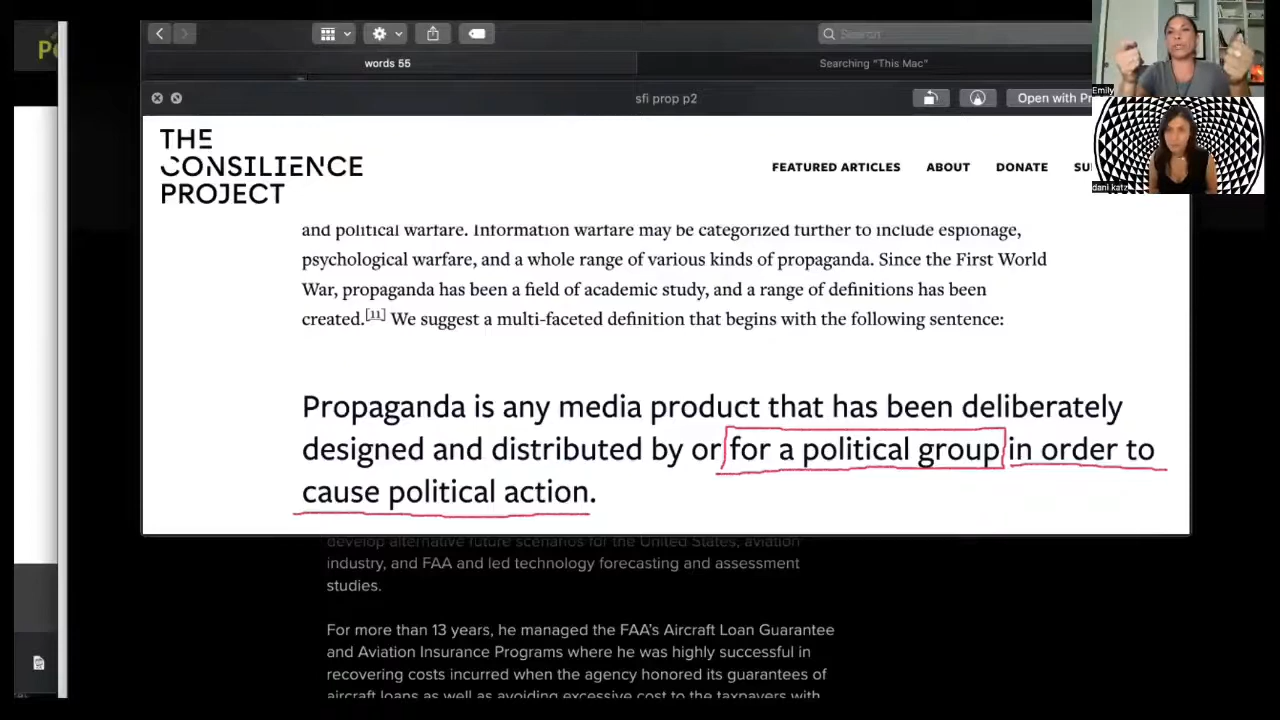 words 55
Search
Searching "This Mac"
sfi prop p2
Open with
Emily
dani katz
THE
CONSILIENCE
PROJECT
FEATURED ARTICLES ABOUT DONATE
and political warfare. Information warfare may be categorized further to include espionage,
psychological warfare, and a whole range of various kinds of propaganda. Since the First World
War, propaganda has been a field of academic study, and a range of definitions has been
created.[11] We suggest a multi-faceted definition that begins with the following sentence:
Propaganda is any media product that has been deliberately
designed and distributed by or for a political group in order to
cause political action.
develop alternative future scenarios for the United States, aviation
industry, and FAA and led technology forecasting and assessment
studies.
For more than 13 years, he managed the FAA's Aircraft Loan Guarantee
and Aviation Insurance Programs where he was highly successful in
recovering costs incurred when the agency honored its guarantees of
aircraft loans as well as avoiding excessive cost to the taxpayers with